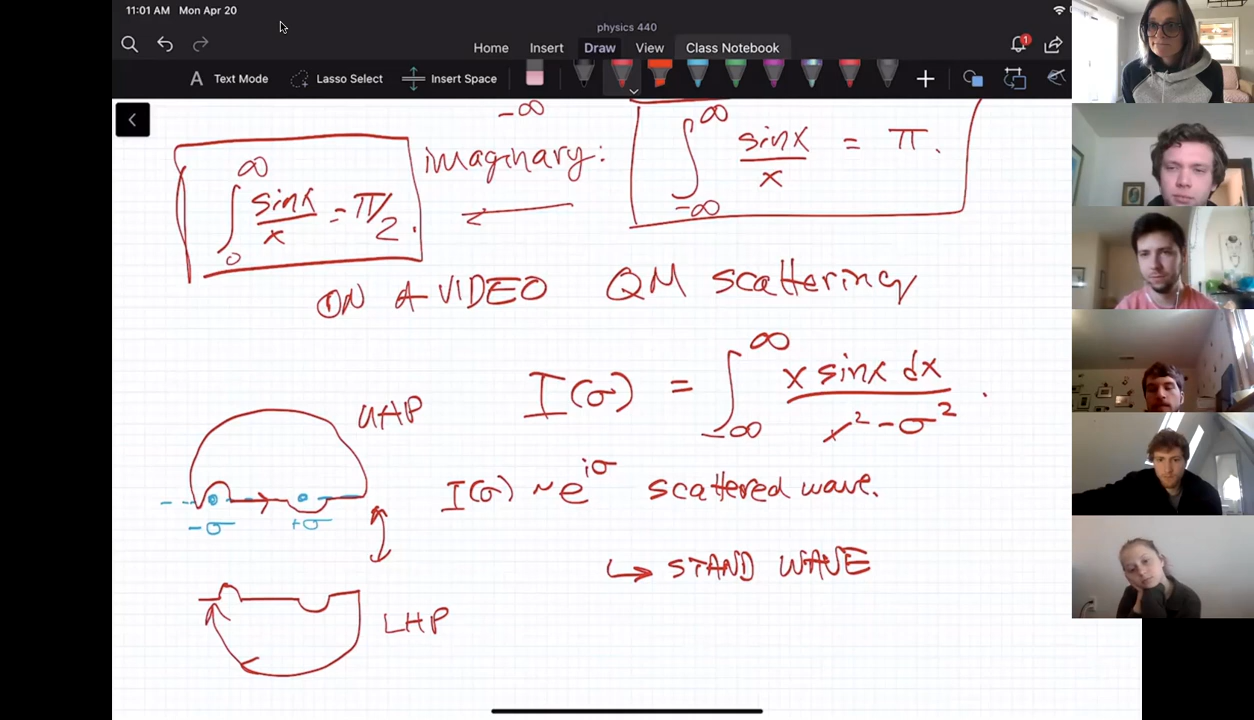 11:01 AM Mon Apr 20
physics 440
Home Insert Draw View Class Notebook
1
A Text Mode Lasso Select Insert Space
-∞
∫_{-∞}^{∞} sinx/x = π.
imaginary:
∫_0^∞ sinx/x = π/2.
ON A VIDEO QM scattering
I(σ) = ∫_{-∞}^{∞} x sinx dx / x² - σ² .
UHP
-σ +σ
I(σ) ~ e^{iσ} scattered wave.
↳ STAND WAVE
LHP